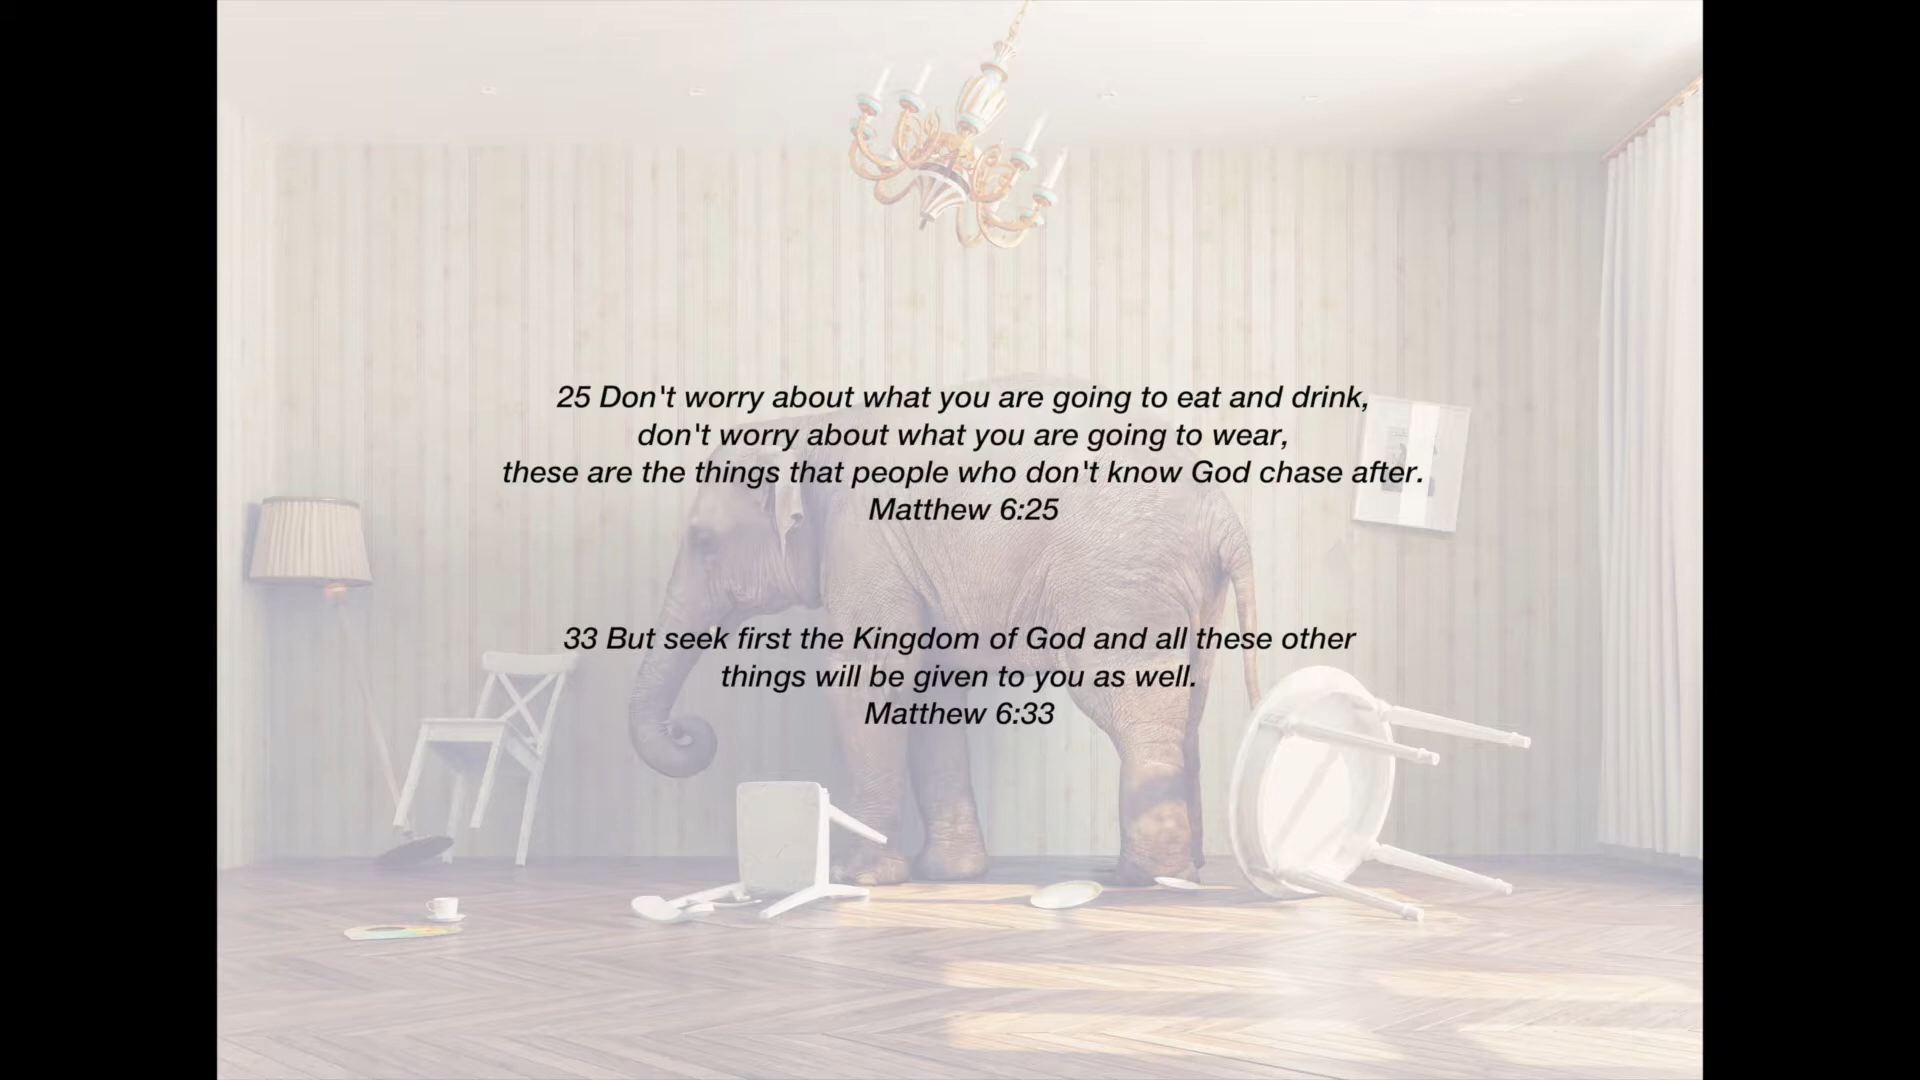 25 Don't worry about what you are going to eat and drink,
don't worry about what you are going to wear,
these are the things that people who don't know God chase after.
Matthew 6:25
33 But seek first the Kingdom of God and all these other
things will be given to you as well.
Matthew 6:33